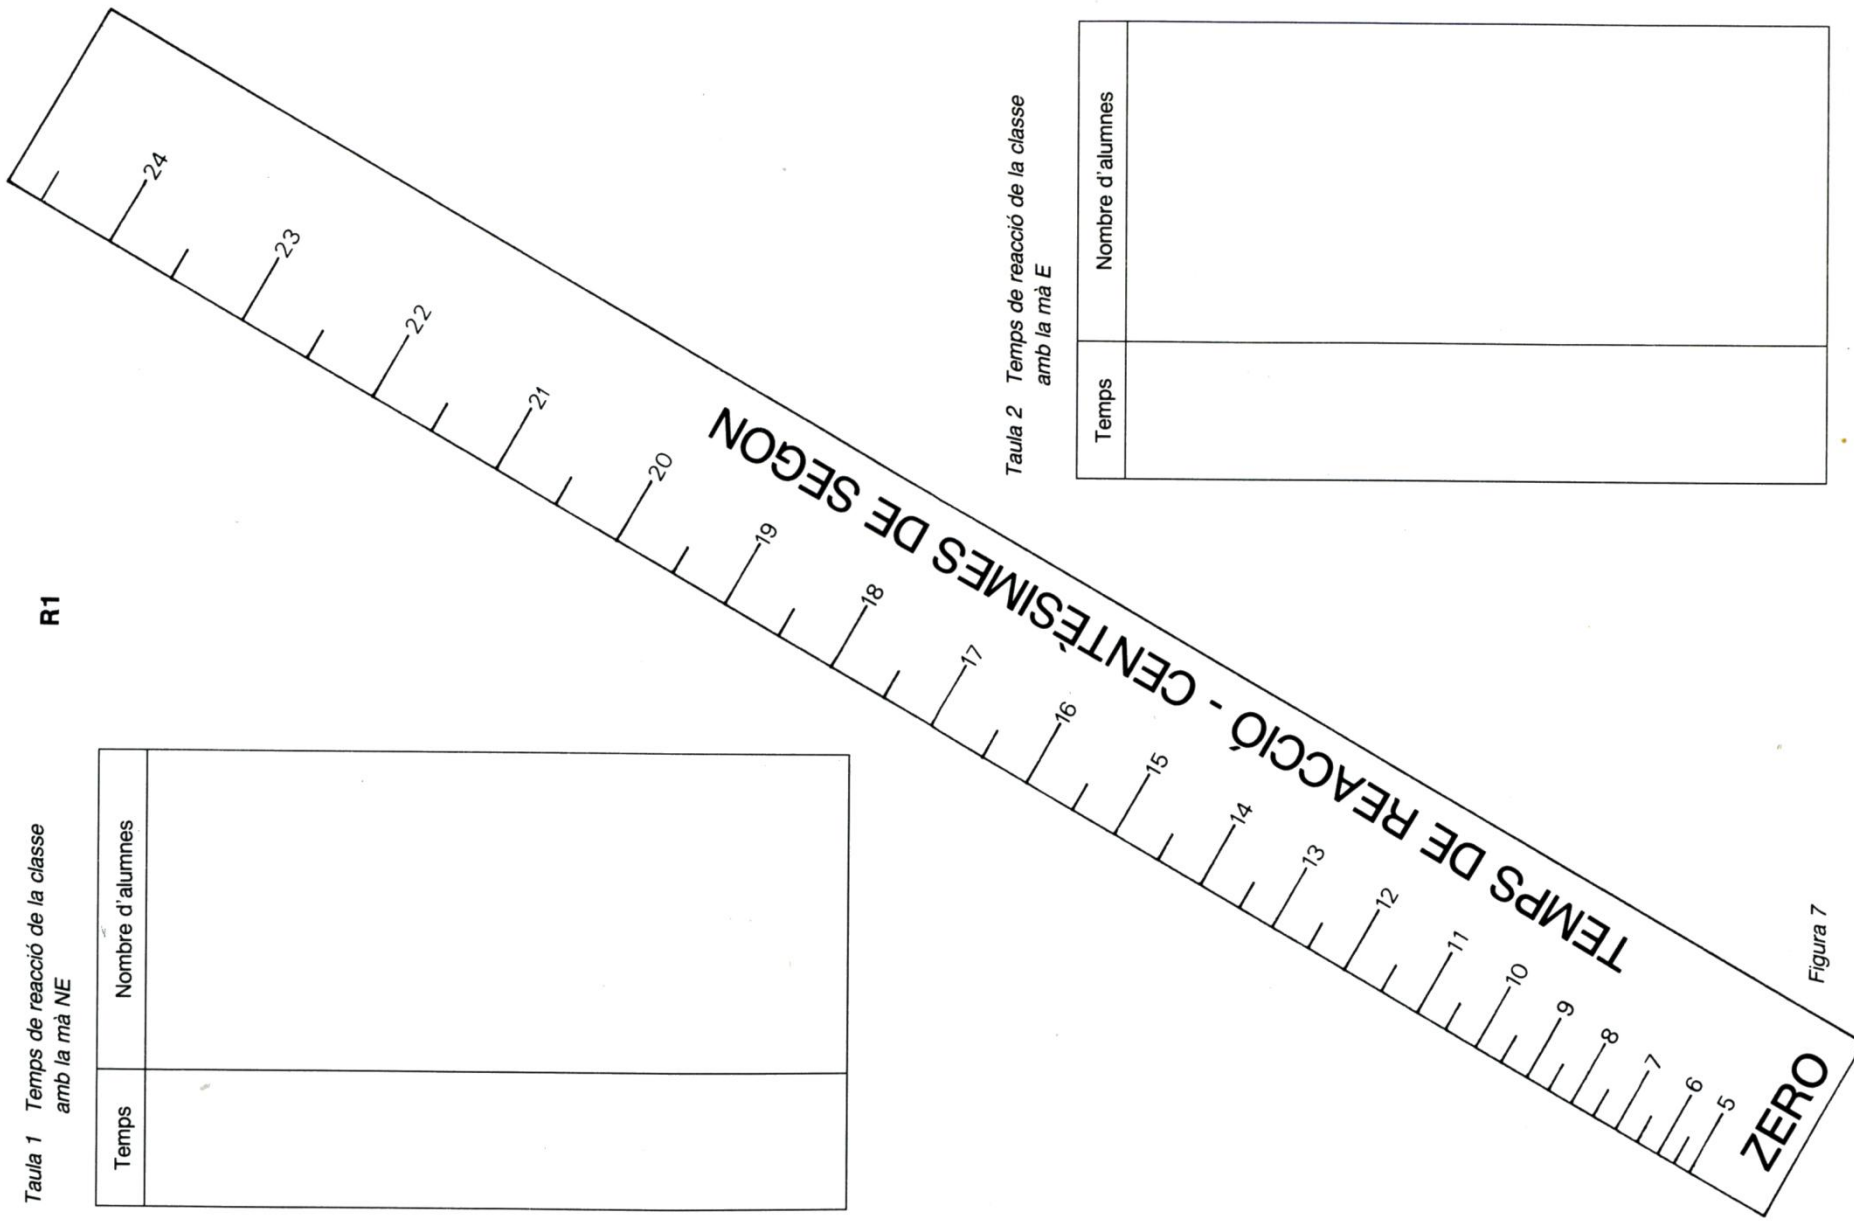 R1
Taula 1 Temps de reacció de la classe
amb la mà NE
Temps Nombre d'alumnes
Taula 2 Temps de reacció de la classe
amb la mà E
Temps Nombre d'alumnes
24
23
22
21
20
19
18
17
16
15
14
13
12
11
10
9
8
7
6
5
ZERO
TEMPS DE REACCIÓ - CENTÈSIMES DE SEGON
Figura 7